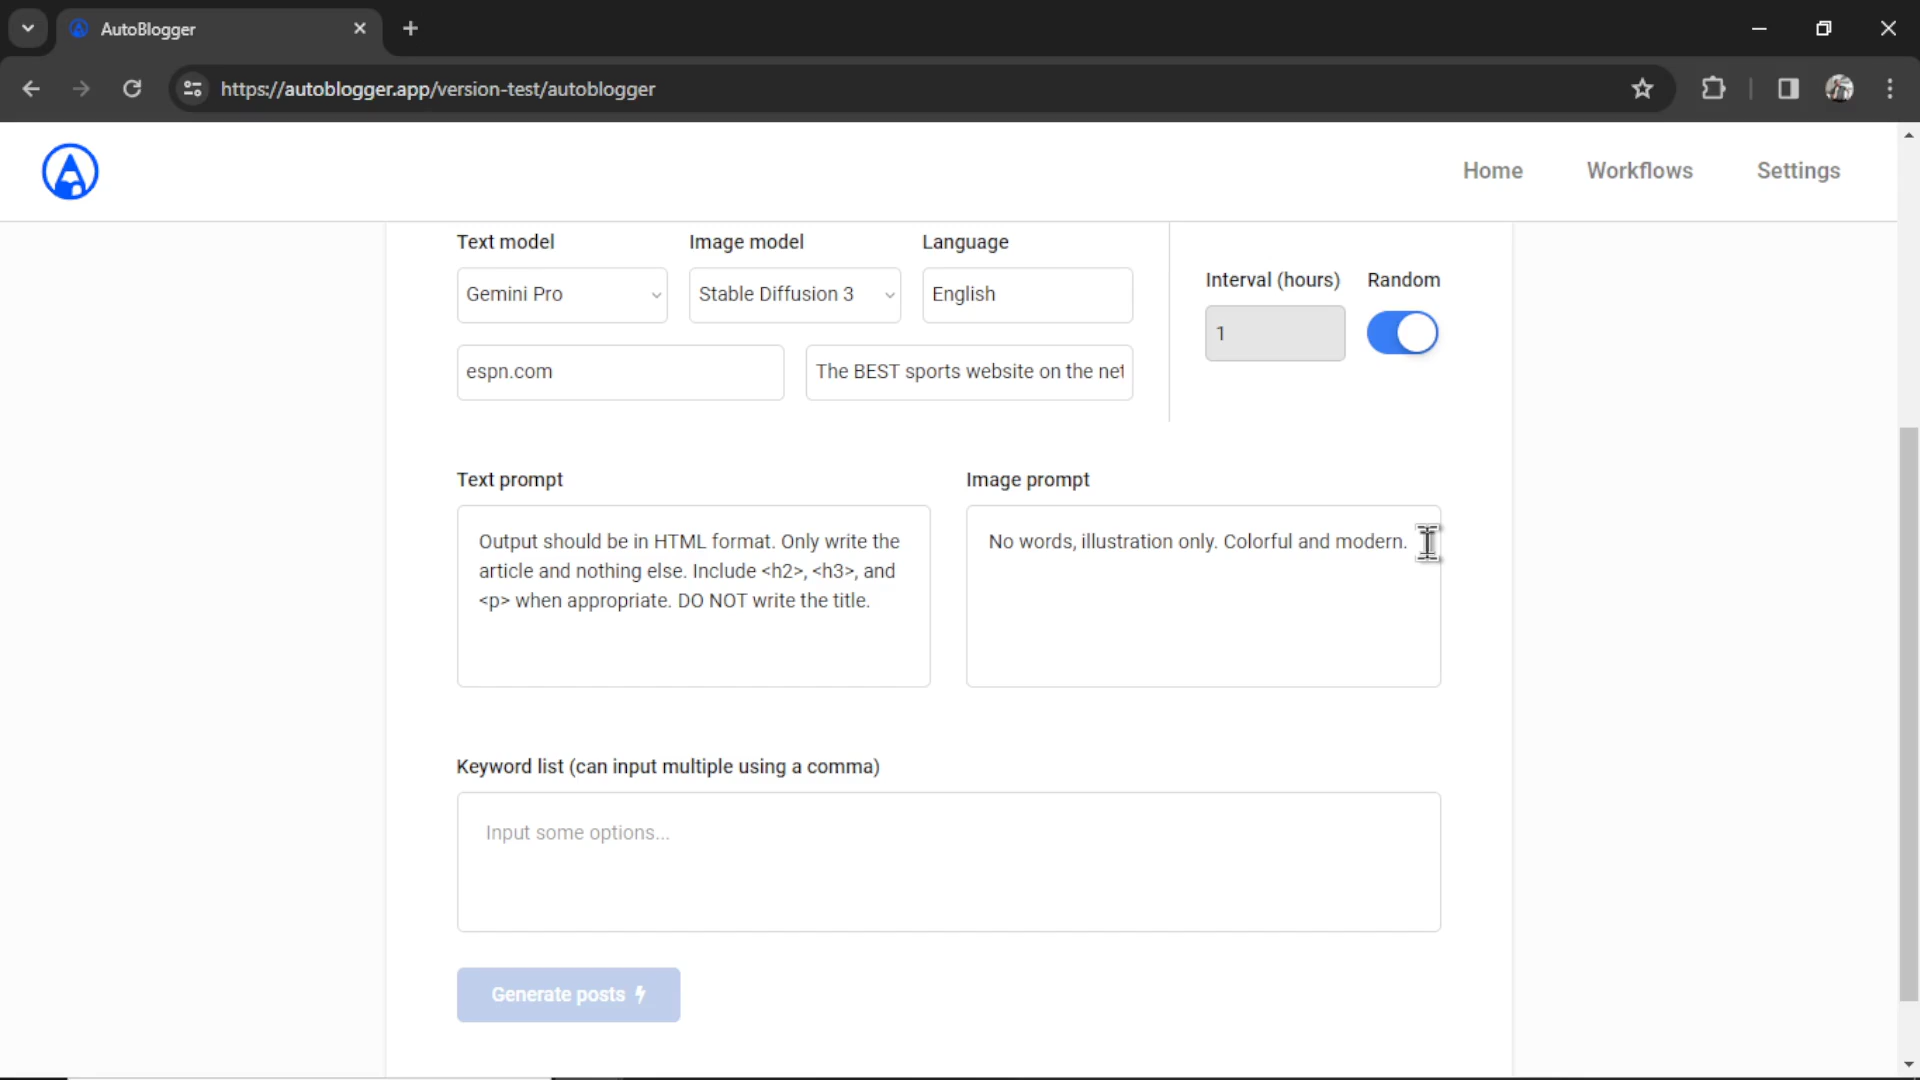 AutoBlogger
https://autoblogger.app/version-test/autoblogger
Home
Workflows
Settings
Text model
Image model
Language
Interval (hours)
Random
Gemini Pro
Stable Diffusion 3
English
1
espn.com
The BEST sports website on the net
Text prompt
Image prompt
Output should be in HTML format. Only write the
article and nothing else. Include <h2>, <h3>, and
<p> when appropriate. DO NOT write the title.
No words, illustration only. Colorful and modern.
Keyword list (can input multiple using a comma)
Input some options...
Generate posts